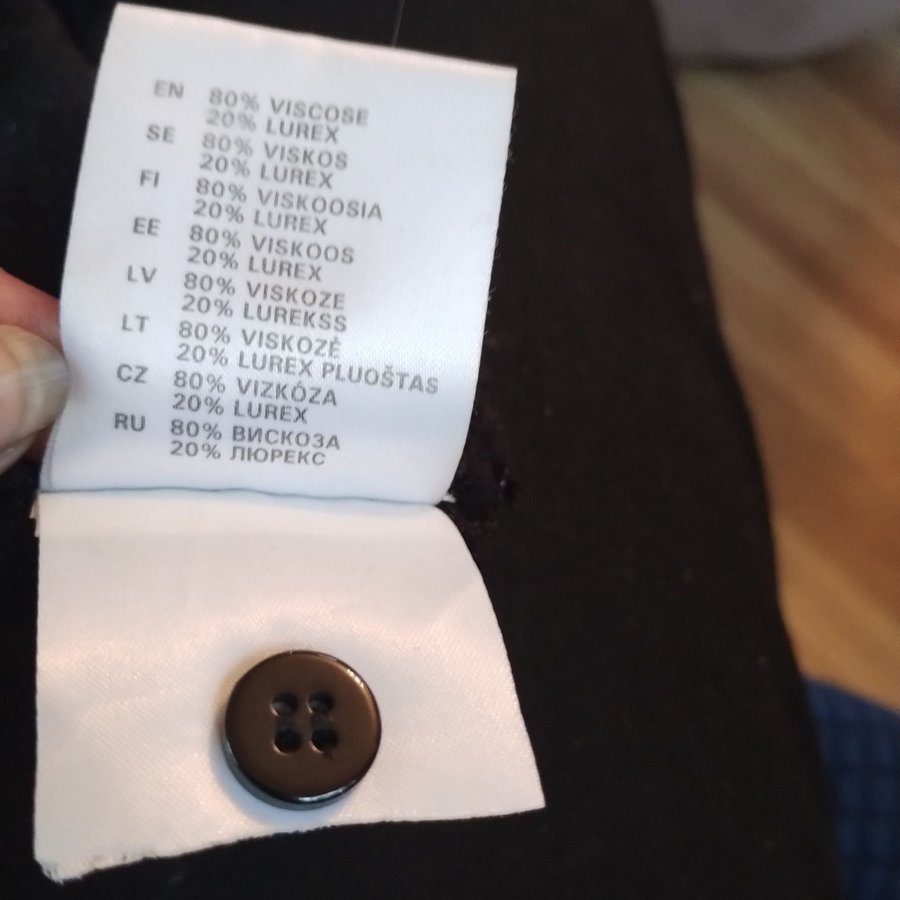 EN 80% VISCOSE
20% LUREX
SE 80% VISKOS
20% LUREX
FI 80% VISKOOSIA
20% LUREX
EE 80% VISKOOS
20% LUREX
LV 80% VISKOZE
20% LUREKSS
LT 80% VISKOZĖ
20% LUREX PLUOŠTAS
CZ 80% VIZKÓZA
20% LUREX
RU 80% ВИСКОЗА
20% ЛЮРЕКС